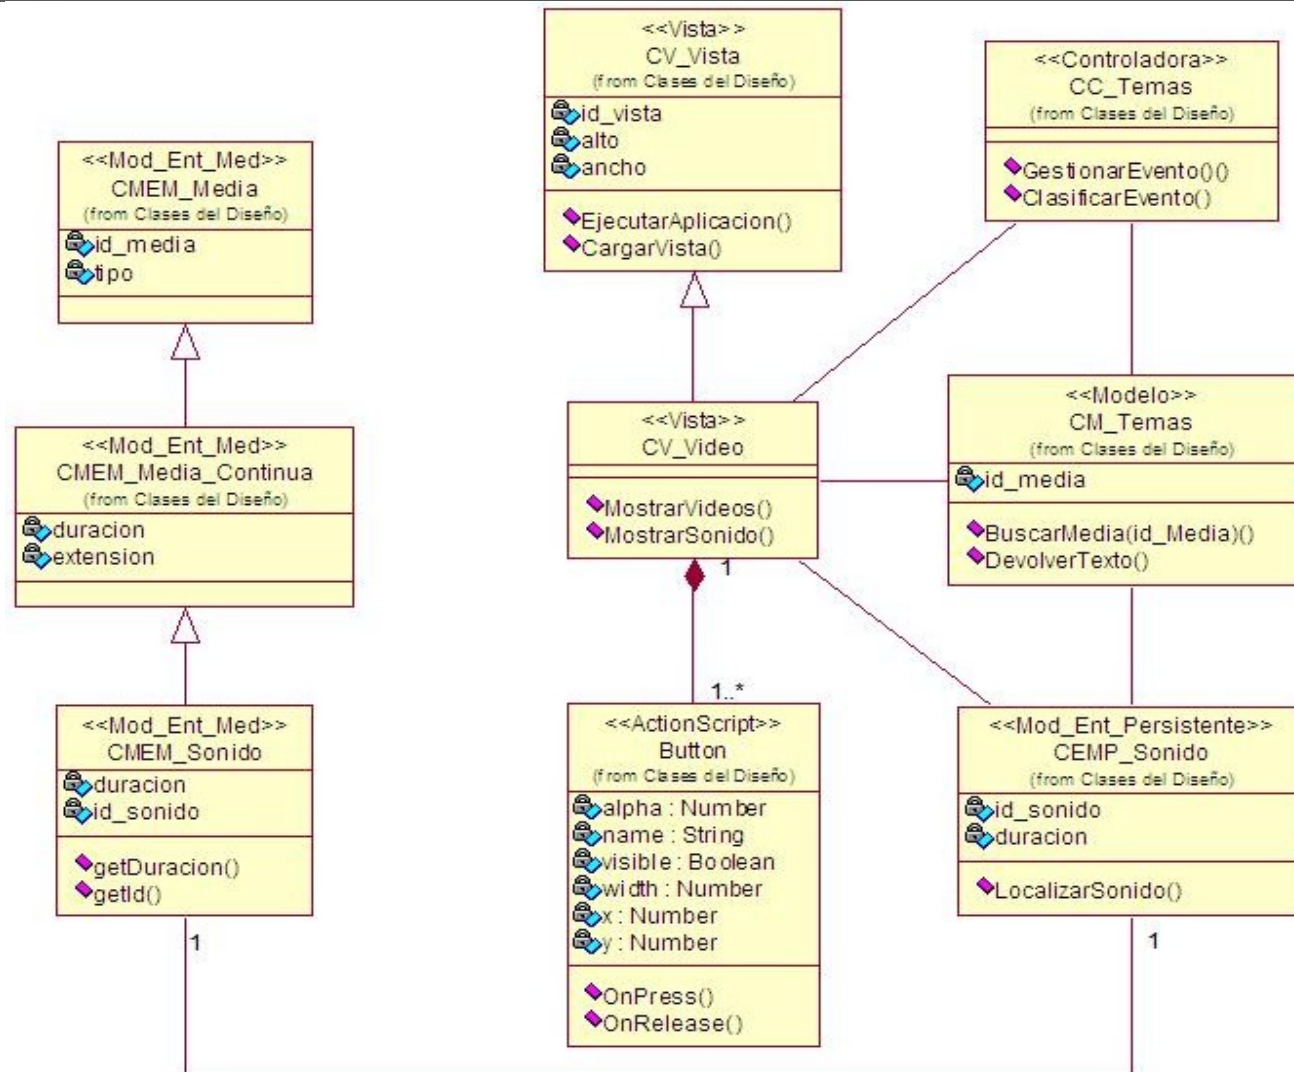 <<Vista>>
CV_Vista
(from Clases del Diseño)
id_vista
alto
ancho
EjecutarAplicacion()
CargarVista()
<<Controladora>>
CC_Temas
(from Clases del Diseño)
GestionarEvento()()
ClasificarEvento()
<<Mod_Ent_Med>>
CMEM_Media
(from Clases del Diseño)
id_media
tipo
<<Mod_Ent_Med>>
CMEM_Media_Continua
(from Clases del Diseño)
duracion
extension
<<Vista>>
CV_Video
MostrarVideos()
MostrarSonido()
1
<<Modelo>>
CM_Temas
(from Clases del Diseño)
id_media
BuscarMedia(id_Media)()
DevolverTexto()
<<Mod_Ent_Med>>
CMEM_Sonido
duracion
id_sonido
getDuracion()
getId()
1
1..*
<<ActionScript>>
Button
(from Clases del Diseño)
alpha : Number
name : String
visible : Boolean
width : Number
x : Number
y : Number
OnPress()
OnRelease()
<<Mod_Ent_Persistente>>
CEMP_Sonido
(from Clases del Diseño)
id_sonido
duracion
LocalizarSonido()
1